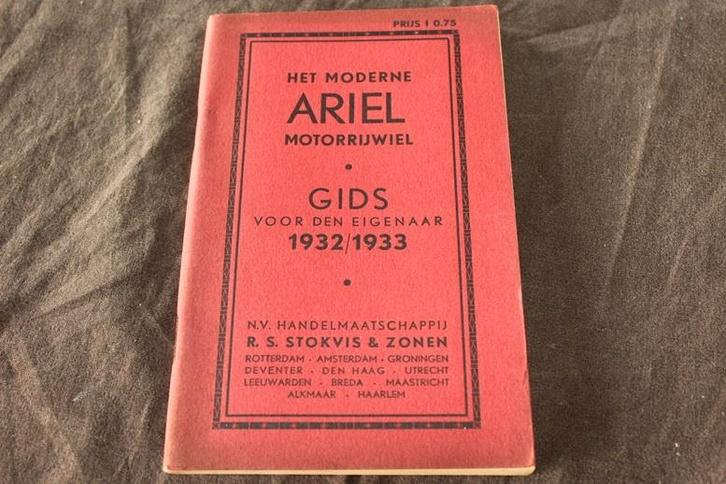 PRIJS f 0.75
HET MODERNE
ARIEL
MOTORRIJWIEL
GIDS
VOOR DEN EIGENAAR
1932/1933
N.V. HANDELMAATSCHAPPIJ
R. S. STOKVIS & ZONEN
ROTTERDAM - AMSTERDAM - GRONINGEN
DEVENTER - DEN HAAG - UTRECHT
LEEUWARDEN - BREDA - MAASTRICHT
ALKMAAR - HAARLEM